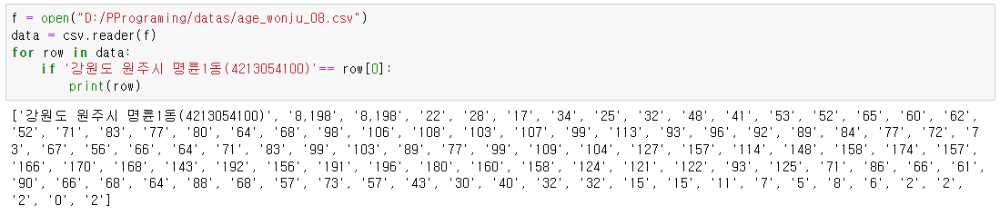 f = open("D:/PPrograming/datas/age_wonju_08.csv")
data = csv.reader(f)
for row in data:
    if '강원도 원주시 명륜1동(4213054100)'== row[0]:
        print(row)
['강원도 원주시 명륜1동(4213054100)', '8,198', '8,198', '22', '28', '17', '34', '25', '32', '48', '41', '53', '52', '65', '60', '62',
'52', '71', '83', '77', '80', '64', '68', '98', '106', '108', '103', '107', '99', '113', '93', '96', '92', '89', '84', '77', '72', '7
3', '67', '56', '66', '64', '71', '83', '99', '103', '89', '77', '99', '109', '104', '127', '157', '114', '148', '158', '174', '157',
'166', '170', '168', '143', '192', '156', '191', '196', '180', '160', '158', '124', '121', '122', '93', '125', '71', '86', '66', '61',
'90', '66', '68', '64', '88', '68', '57', '73', '57', '43', '30', '40', '32', '32', '15', '15', '11', '7', '5', '8', '6', '2', '2',
'2', '0', '2']